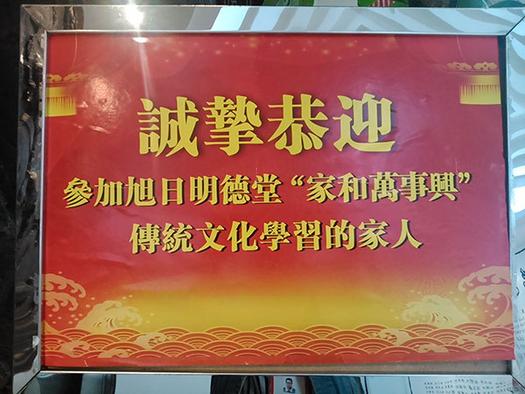 誠摯恭迎
參加旭日明德堂“家和萬事興”
傳統文化學習的家人